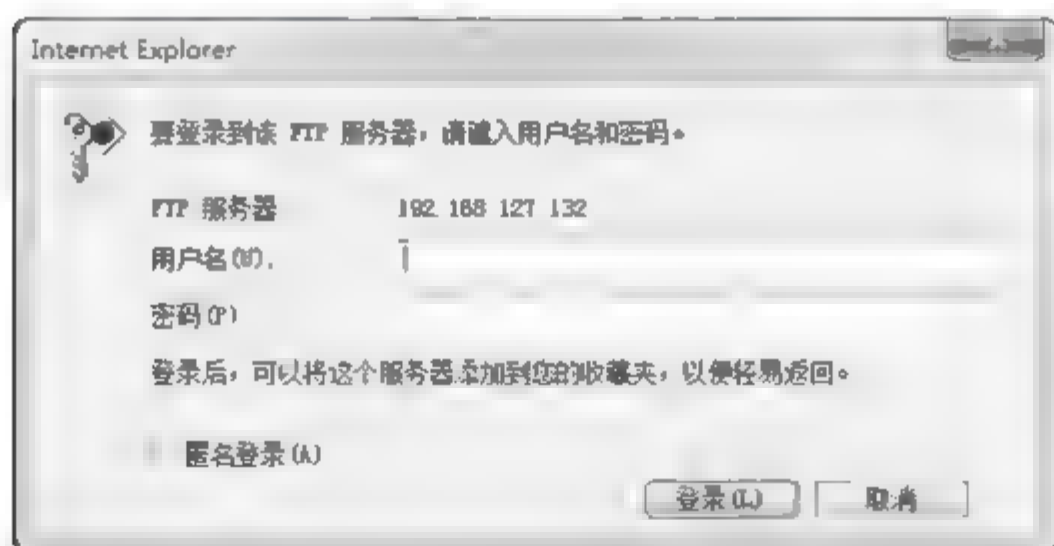 Internet Explorer
要登录到该 FTP 服务器，请键入用户名和密码。
FTP 服务器 192 168 127 132
用户名(U).
密码(P)
登录后，可以将这个服务器添加到您的收藏夹，以便轻易返回。
匿名登录(A)
登录(L) 取消